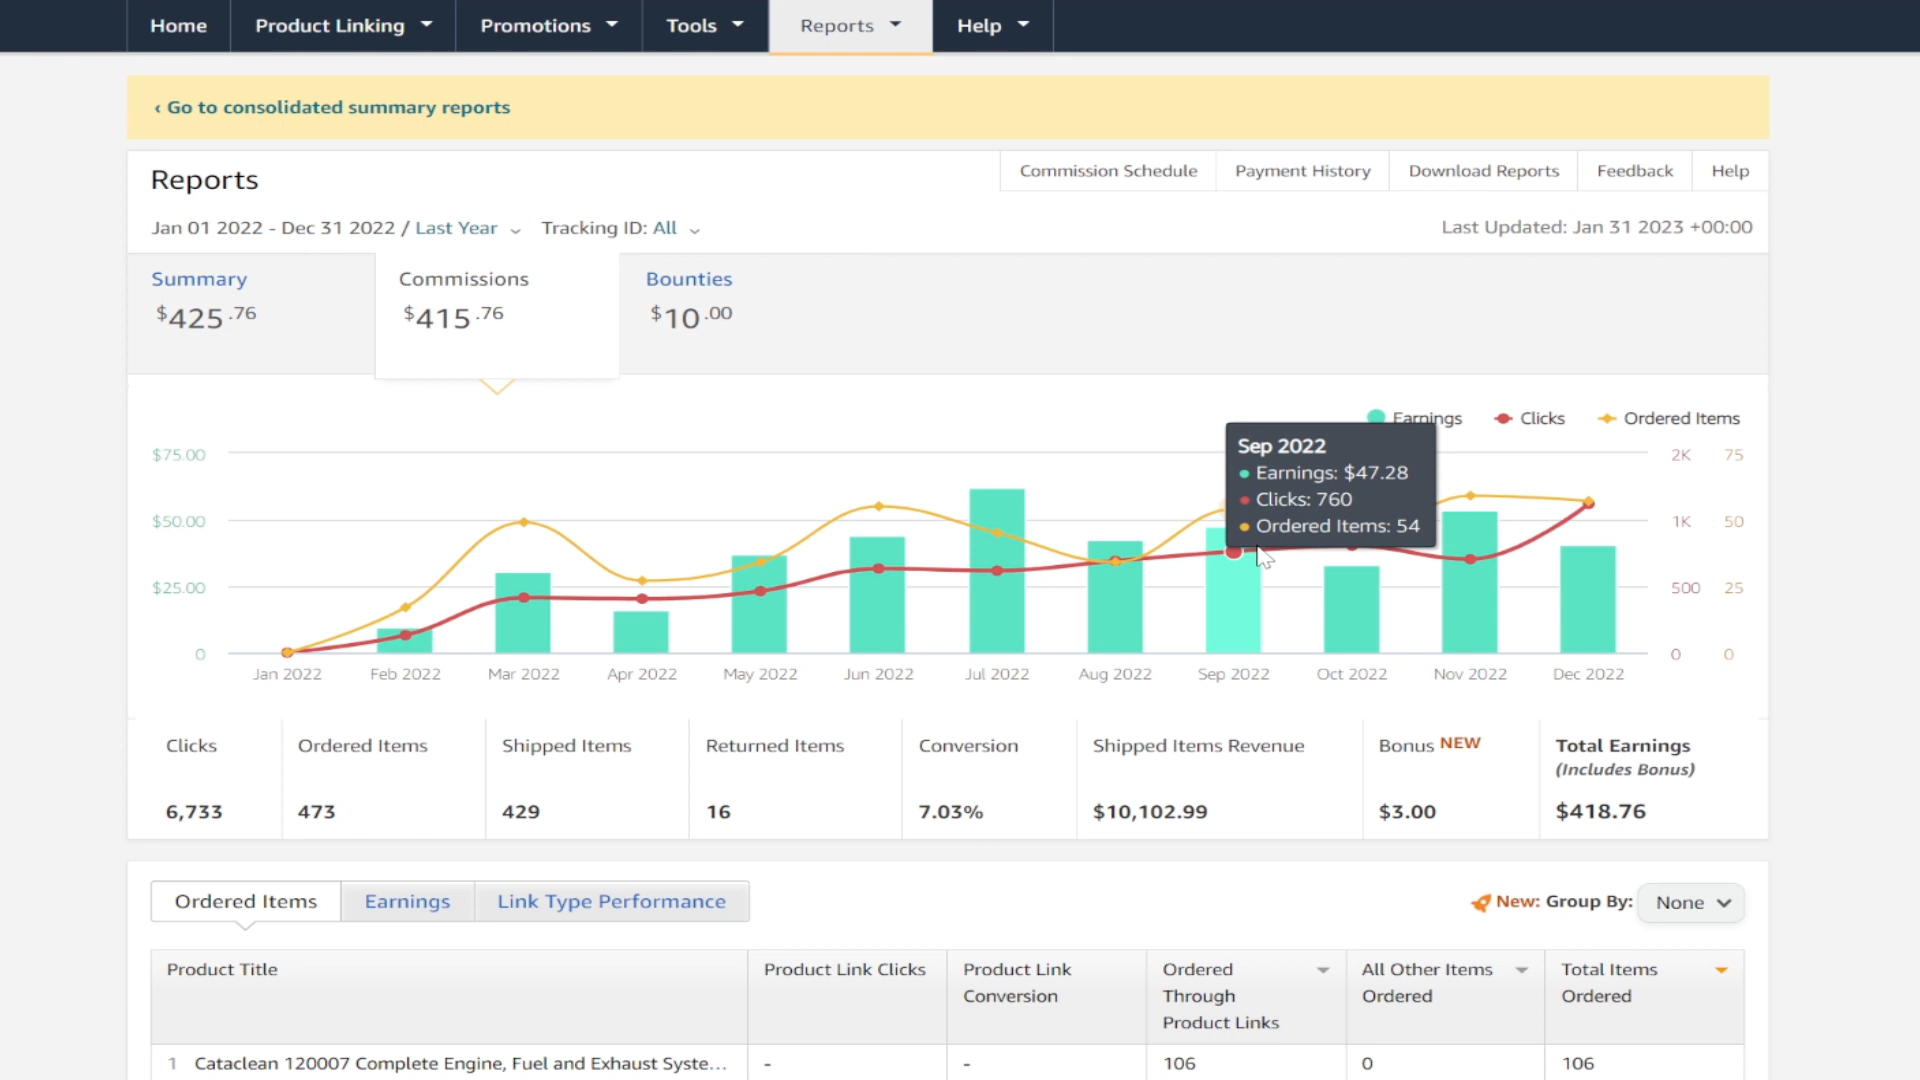 Home
Product Linking
Promotions
Tools
Reports
Help
‹ Go to consolidated summary reports
Reports
Commission Schedule
Payment History
Download Reports
Feedback
Help
Jan 01 2022 - Dec 31 2022 / Last Year
Tracking ID: All
Last Updated: Jan 31 2023 +00:00
Summary
$425.76
Commissions
$415.76
Bounties
$10.00
Earnings
Clicks
Ordered Items
$75.00
$50.00
$25.00
0
2K 75
1K 50
500 25
0 0
Sep 2022
Earnings: $47.28
Clicks: 760
Ordered Items: 54
Jan 2022
Feb 2022
Mar 2022
Apr 2022
May 2022
Jun 2022
Jul 2022
Aug 2022
Sep 2022
Oct 2022
Nov 2022
Dec 2022
Clicks
6,733
Ordered Items
473
Shipped Items
429
Returned Items
16
Conversion
7.03%
Shipped Items Revenue
$10,102.99
Bonus NEW
$3.00
Total Earnings
(Includes Bonus)
$418.76
Ordered Items
Earnings
Link Type Performance
New: Group By:
None
Product Title
Product Link Clicks
Product Link
Conversion
Ordered
Through
Product Links
All Other Items
Ordered
Total Items
Ordered
1 Cataclean 120007 Complete Engine, Fuel and Exhaust Syste... - - 106 0 106